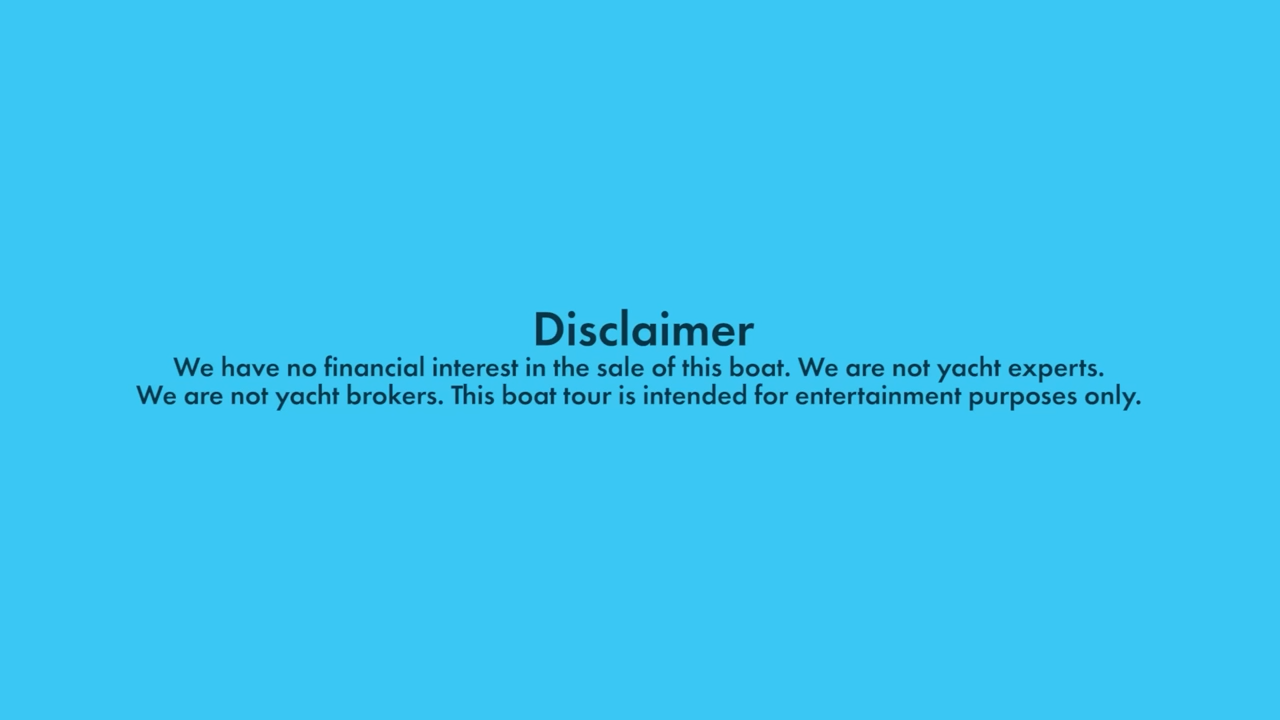 Disclaimer
We have no financial interest in the sale of this boat. We are not yacht experts.
We are not yacht brokers. This boat tour is intended for entertainment purposes only.